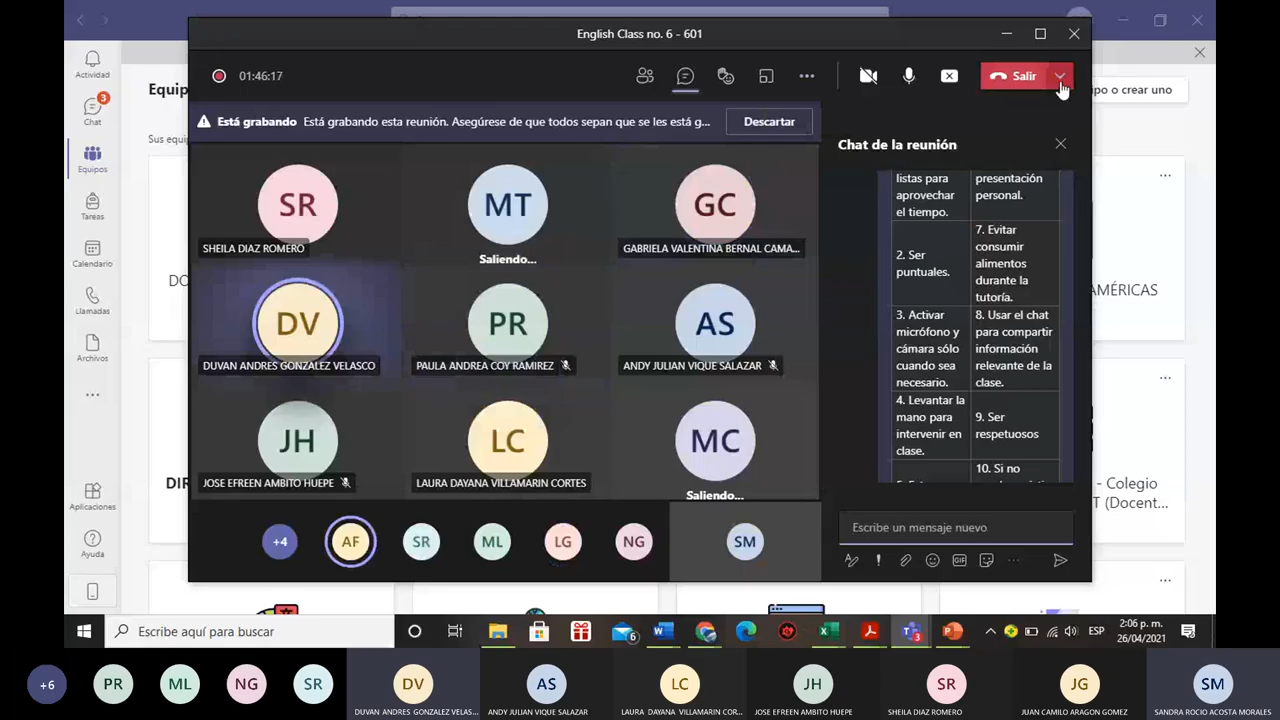 English Class no. 6 - 601
Actividad
3
Chat
Equipos
Tareas
Calendario
Llamadas
Archivos
Aplicaciones
Ayuda
Equip
Sus equip
DO
DIR
po o crear uno
AMÉRICAS
- Colegio
T (Docent...
01:46:17
Salir
Está grabando Está grabando esta reunión. Asegúrese de que todos sepan que se les está g...
Descartar
SR
SHEILA DIAZ ROMERO
MT
Saliendo...
GC
GABRIELA VALENTINA BERNAL CAMA...
DV
DUVAN ANDRES GONZALEZ VELASCO
PR
PAULA ANDREA COY RAMIREZ
AS
ANDY JULIAN VIQUE SALAZAR
JH
JOSE EFREEN AMBITO HUEPE
LC
LAURA DAYANA VILLAMARIN CORTES
MC
Saliendo...
+4
AF
SR
ML
LG
NG
SM
Chat de la reunión
listas para
aprovechar
el tiempo.
presentación
personal.
2. Ser
puntuales.
7. Evitar
consumir
alimentos
durante la
tutoría.
3. Activar
micrófono y
cámara sólo
cuando sea
necesario.
8. Usar el chat
para compartir
información
relevante de la
clase.
4. Levantar la
mano para
intervenir en
clase.
9. Ser
respetuosos
10. Si no
Escribe un mensaje nuevo
GIF
Escribe aquí para buscar
6
3
ESP
2:06 p. m.
26/04/2021
+6
PR
ML
NG
SR
DV
DUVAN ANDRES GONZALEZ VELAS...
AS
ANDY JULIAN VIQUE SALAZAR
LC
LAURA DAYANA VILLAMARIN COR...
JH
JOSE EFREEN AMBITO HUEPE
SR
SHEILA DIAZ ROMERO
JG
JUAN CAMILO ARAGON GOMEZ
SM
SANDRA ROCIO ACOSTA MORALES